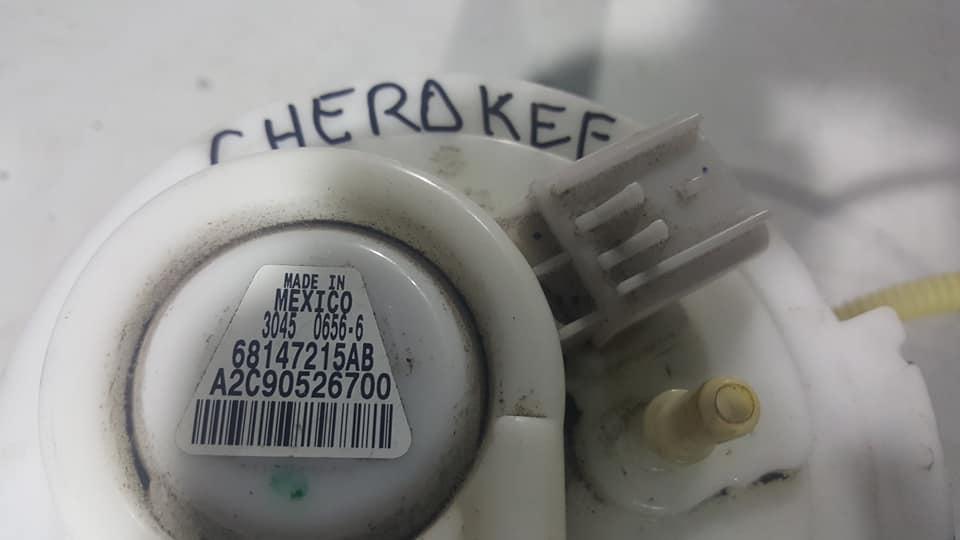 CHEROKEE
MADE IN
MEXICO
3045 0656-6
68147215AB
A2C90526700